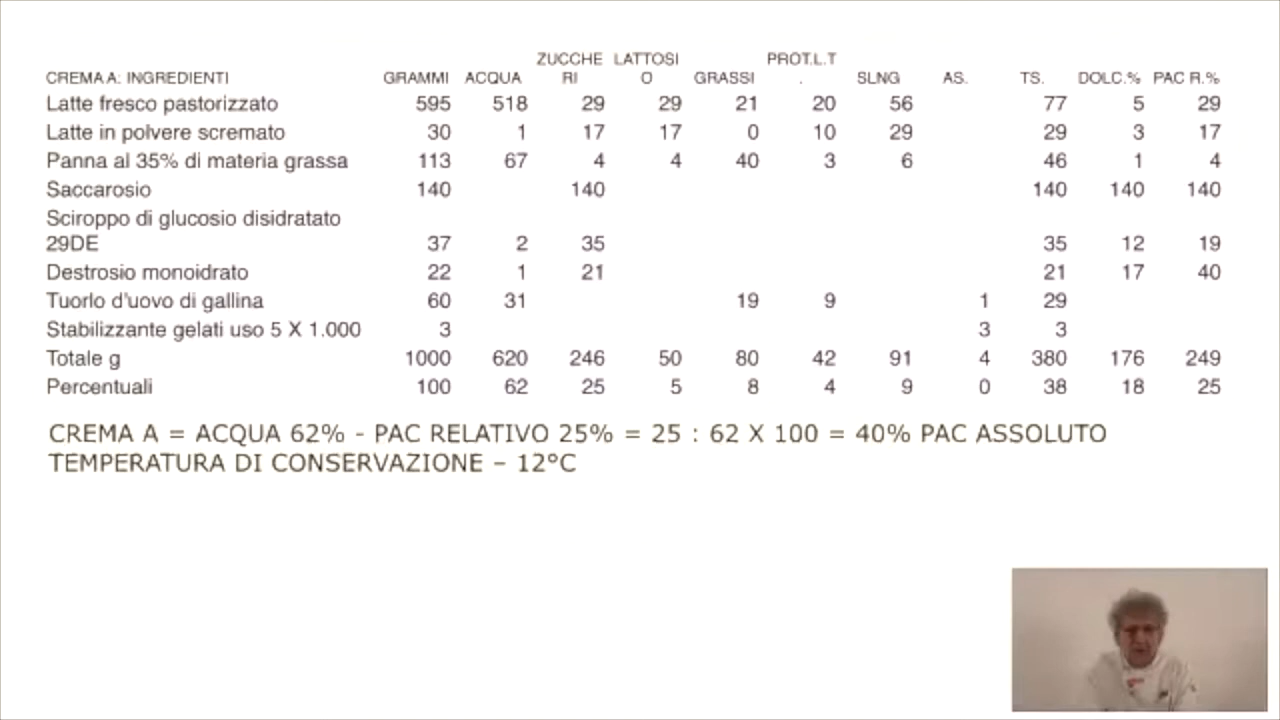 ZUCCHE LATTOSI PROT.L.T
CREMA A: INGREDIENTI GRAMMI ACQUA RI O GRASSI . SLNG AS. TS. DOLC.% PAC R.%
Latte fresco pastorizzato 595 518 29 29 21 20 56 77 5 29
Latte in polvere scremato 30 1 17 17 0 10 29 29 3 17
Panna al 35% di materia grassa 113 67 4 4 40 3 6 46 1 4
Saccarosio 140 140 140 140 140
Sciroppo di glucosio disidratato
29DE 37 2 35 35 12 19
Destrosio monoidrato 22 1 21 21 17 40
Tuorlo d'uovo di gallina 60 31 19 9 1 29
Stabilizzante gelati uso 5 X 1.000 3 3 3
Totale g 1000 620 246 50 80 42 91 4 380 176 249
Percentuali 100 62 25 5 8 4 9 0 38 18 25
CREMA A = ACQUA 62% - PAC RELATIVO 25% = 25 : 62 X 100 = 40% PAC ASSOLUTO
TEMPERATURA DI CONSERVAZIONE – 12°C